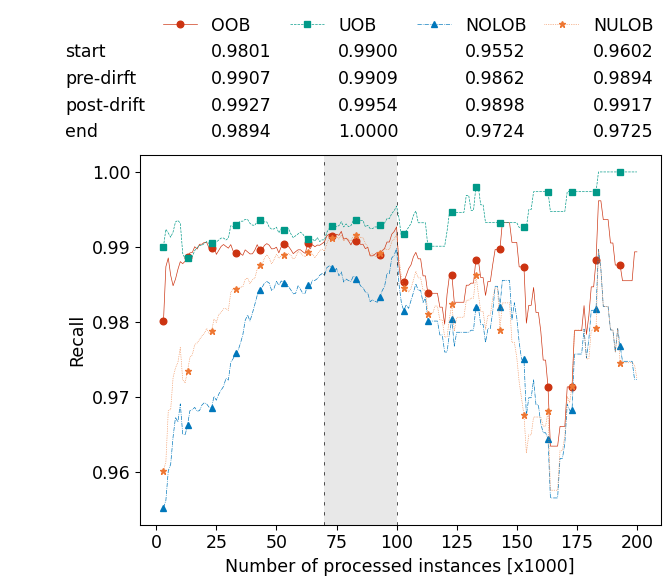 OOB UOB NOLOB NULOB
start 0.9801 0.9900 0.9552 0.9602
pre-dirft 0.9907 0.9909 0.9862 0.9894
post-drift 0.9927 0.9954 0.9898 0.9917
end 0.9894 1.0000 0.9724 0.9725
1.00
0.99
0.98
0.97
0.96
Recall
0 25 50 75 100 125 150 175 200
Number of processed instances [x1000]